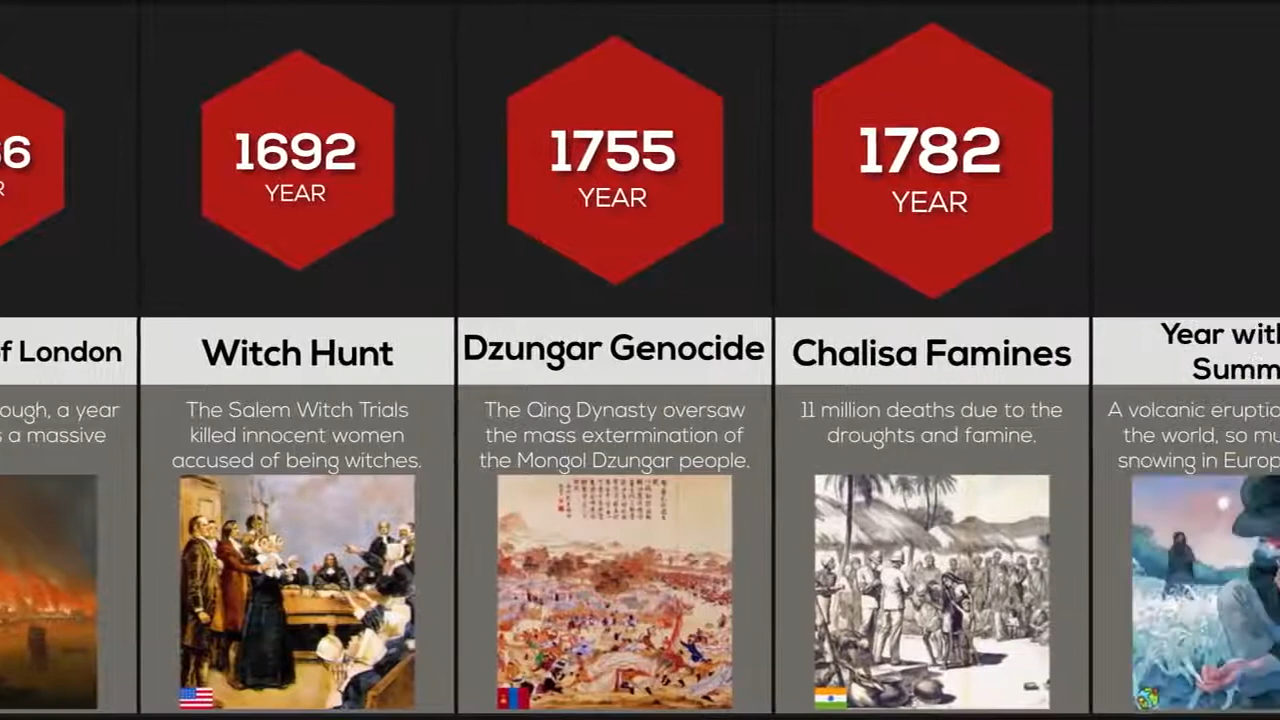 66
R
of London
ough, a year
s a massive
1692
YEAR
Witch Hunt
The Salem Witch Trials
killed innocent women
accused of being witches.
1755
YEAR
Dzungar Genocide
The Qing Dynasty oversaw
the mass extermination of
the Mongol Dzungar people.
1782
YEAR
Chalisa Famines
11 million deaths due to the
droughts and famine.
Year with
Summ
A volcanic eruptio
the world, so mu
snowing in Europ